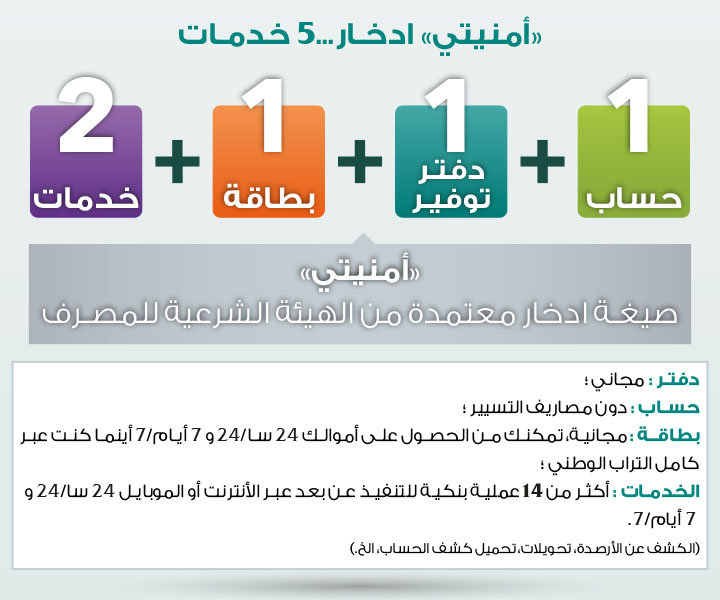 «أمنيتي» ادخار...5 خدمات
1 حساب
+
1 دفتر توفير
+
1 بطاقة
+
2 خدمات
«أمنيتي»
صيغة ادخار معتمدة من الهيئة الشرعية للمصرف
دفتر : مجاني ؛
حساب : دون مصاريف التسيير ؛
بطاقة : مجانية، تمكنك من الحصول على أموالك 24 سا/24 و 7 أيام/7 أينما كنت عبر
كامل التراب الوطني ؛
الخدمات : أكثر من 14 عملية بنكية للتنفيذ عن بعد عبر الأنترنت أو الموبايل 24 سا/24 و
7 أيام/7.
(الكشف عن الأرصدة، تحويلات، تحميل كشف الحساب، الخ.)